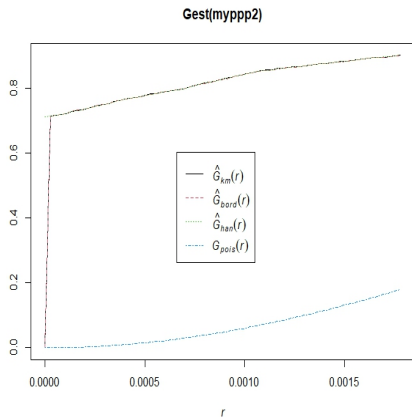 Gest(myppp2)
0.8
0.6
0.4
0.2
0.0
Ĝkm(r)
Ĝbord(r)
Ĝhan(r)
Gpois(r)
0.0000 0.0005 0.0010 0.0015
r